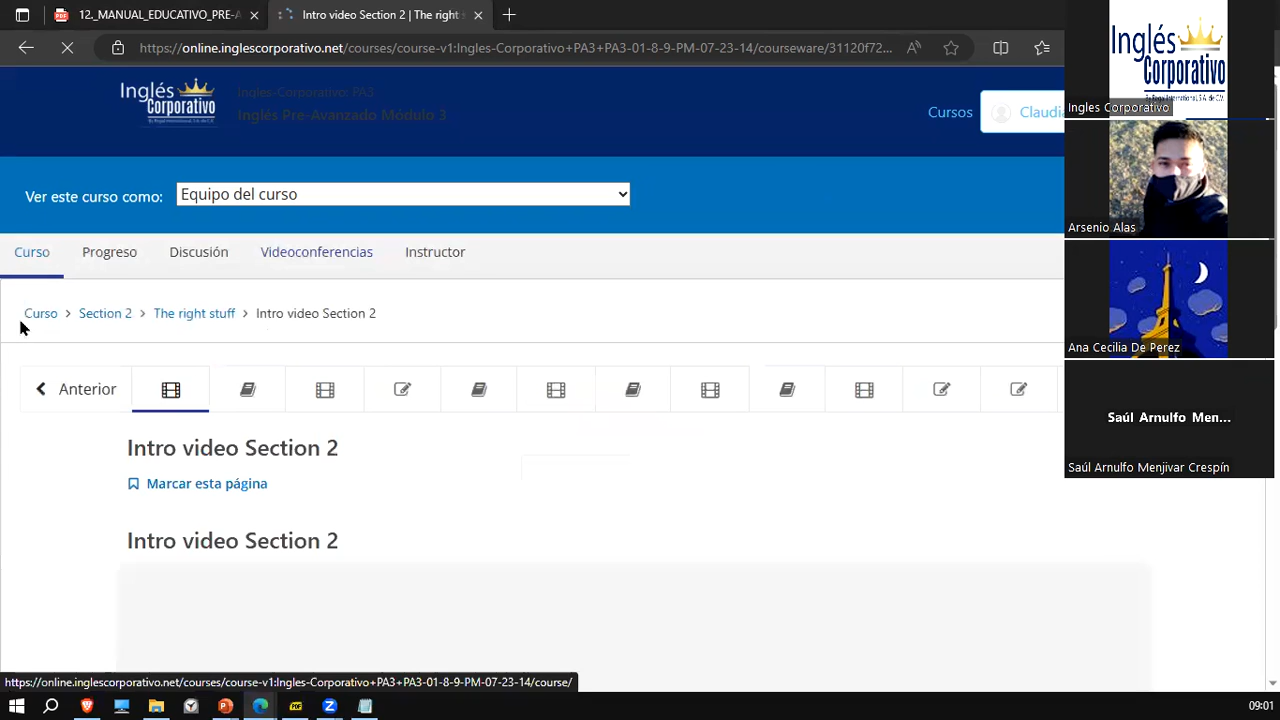 12_MANUAL_EDUCATIVO_PRE-A
Intro video Section 2 | The right s
https://online.inglescorporativo.net/courses/course-v1:Ingles-Corporativo+PA3+PA3-01-8-9-PM-07-23-14/courseware/31120f72...
Inglés
Corporativo
Ingles-Corporativo: PA3
Inglés Pre-Avanzado Módulo 3
Cursos
Claudia
Ver este curso como:
Equipo del curso
Curso
Progreso
Discusión
Videoconferencias
Instructor
Curso > Section 2 > The right stuff > Intro video Section 2
Anterior
Intro video Section 2
Marcar esta página
Intro video Section 2
https://online.inglescorporativo.net/courses/course-v1:Ingles-Corporativo+PA3+PA3-01-8-9-PM-07-23-14/course/
Inglés
Corporativo
Ingles Corporativo
Arsenio Alas
Ana Cecilia De Perez
Saúl Arnulfo Men...
Saúl Arnulfo Menjivar Crespín
09:01